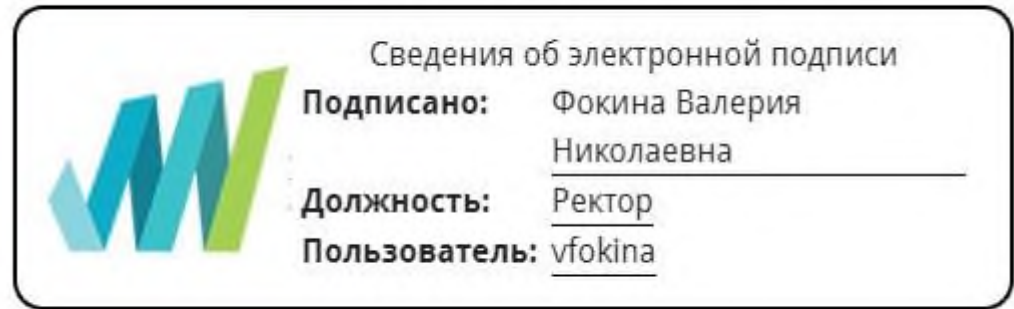 Сведения об электронной подписи
Подписано: Фокина Валерия
Николаевна
Должность: Ректор
Пользователь: vfokina